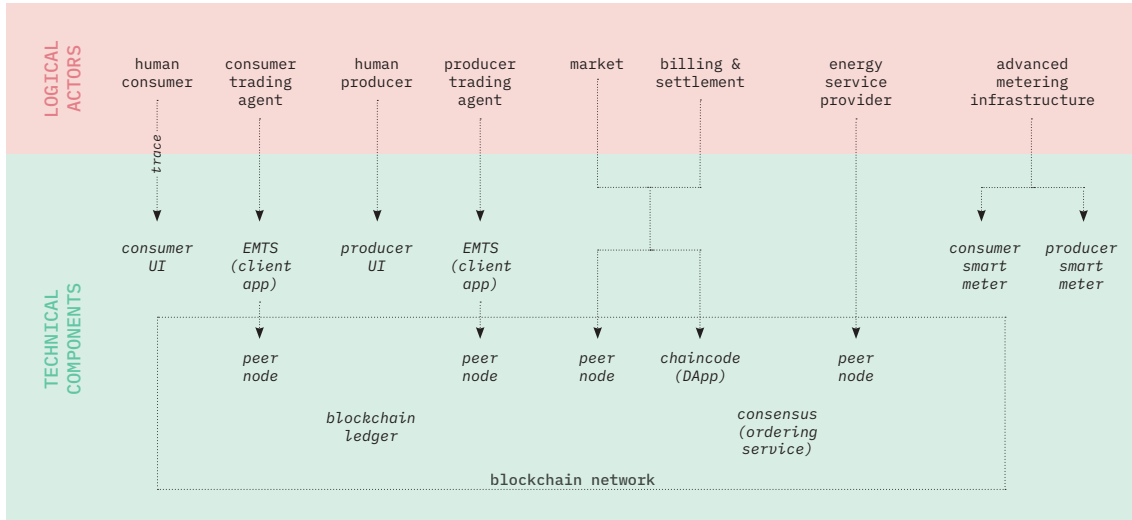 LOGICAL
ACTORS
human
consumer
consumer
trading
agent
human
producer
producer
trading
agent
market
billing &
settlement
energy
service
provider
advanced
metering
infrastructure
trace
TECHNICAL
COMPONENTS
consumer
UI
EMTS
(client
app)
producer
UI
EMTS
(client
app)
consumer
smart
meter
producer
smart
meter
peer
node
peer
node
peer
node
chaincode
(DApp)
peer
node
blockchain
ledger
consensus
(ordering
service)
blockchain network